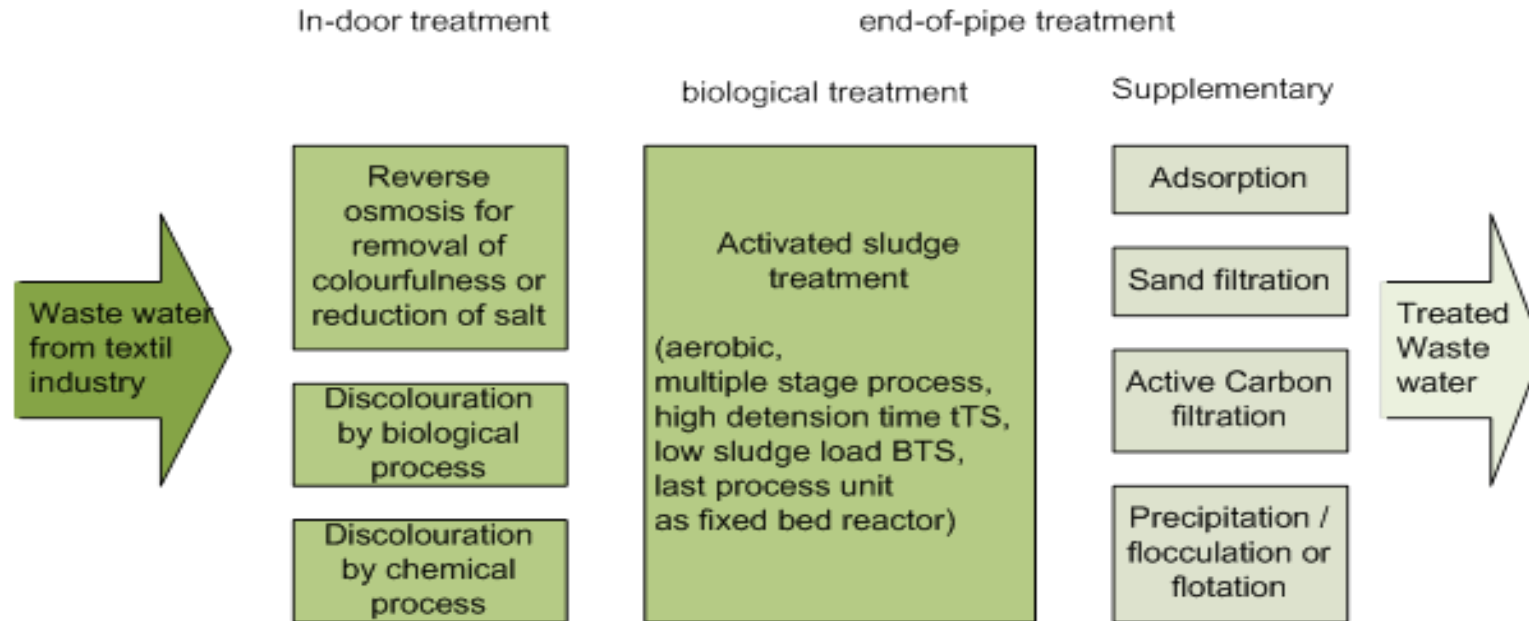 In-door treatment
end-of-pipe treatment
biological treatment
Supplementary
Waste water
from textil
industry
Reverse
osmosis for
removal of
colourfulness or
reduction of salt
Discolouration
by biological
process
Discolouration
by chemical
process
Activated sludge
treatment
(aerobic,
multiple stage process,
high detension time tTS,
low sludge load BTS,
last process unit
as fixed bed reactor)
Adsorption
Sand filtration
Active Carbon
filtration
Precipitation /
flocculation or
flotation
Treated
Waste
water